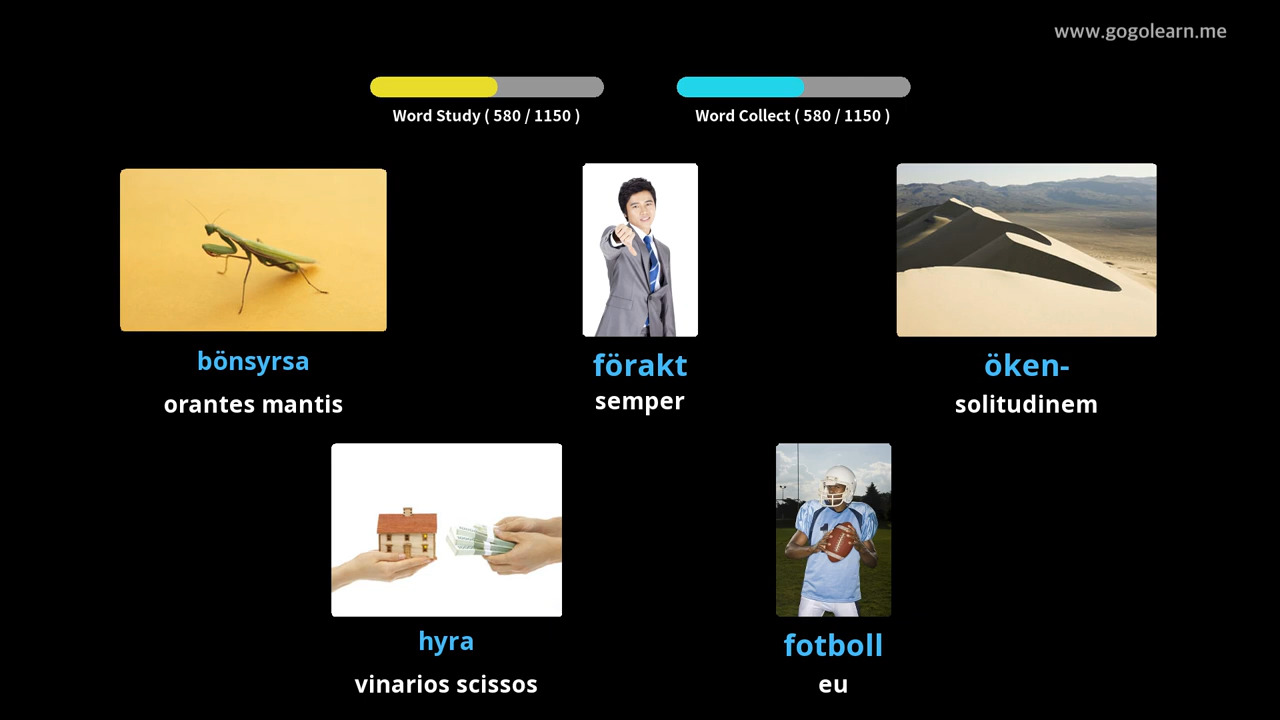 www.gogolearn.me
Word Study ( 580 / 1150 )
Word Collect ( 580 / 1150 )
bönsyrsa
orantes mantis
förakt
semper
öken-
solitudinem
hyra
vinarios scissos
fotboll
eu